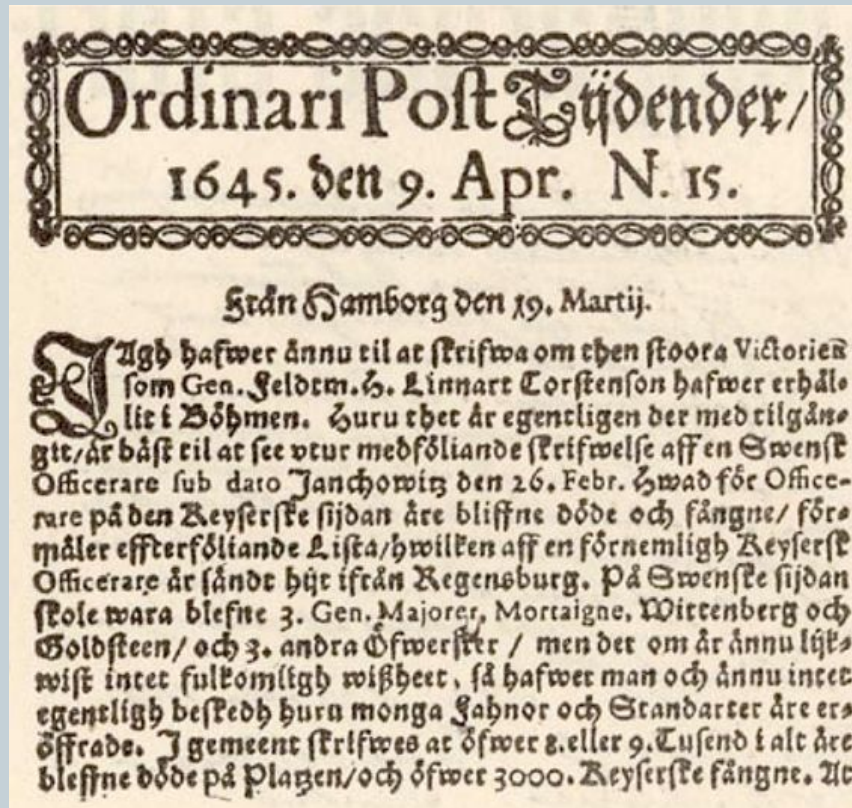 Ordinari Post Tijdender/
1645. den 9. Apr. N. 15.
Från Hamborg den 19. Martij.
JAgh hafwer ännu til at skrifwa om then stoora Victorien
som Gen. Feldtm. H. Linnart Torstenson hafwer erhål-
lit i Böhmen. Huru thet är egentligen der med tilgån-
git/ är bäst til at see vtur medföliande skrifwelse aff en Swensk
Officerare sub dato Janchowitz den 26. Febr. Hwad för Office-
rare på den Keyserske sijdan äre bliffne döde och fångne/ för-
mäler effterföliande Lista/ hwilken aff en förnemligh Keysersk
Officerare är sändt hijt ifrån Regensburg. På Swenske sijdan
skole wara blefne 3. Gen. Majorer, Mortaigne, Wittenberg och
Goldsteen/ och 3. andra Öfwerster / men det om är ännu lijk-
wist intet fulkomligh wißheet, så hafwer man och ännu intet
egentligh beskedh huru monga Fahnor och Standarter äre er-
öffrade. J gemeent skrifwes at öfwer 8. eller 9. Tusend i alt äre
bleffne döde på Platzen/ och öfwer 3000. Keyserske fångne. At